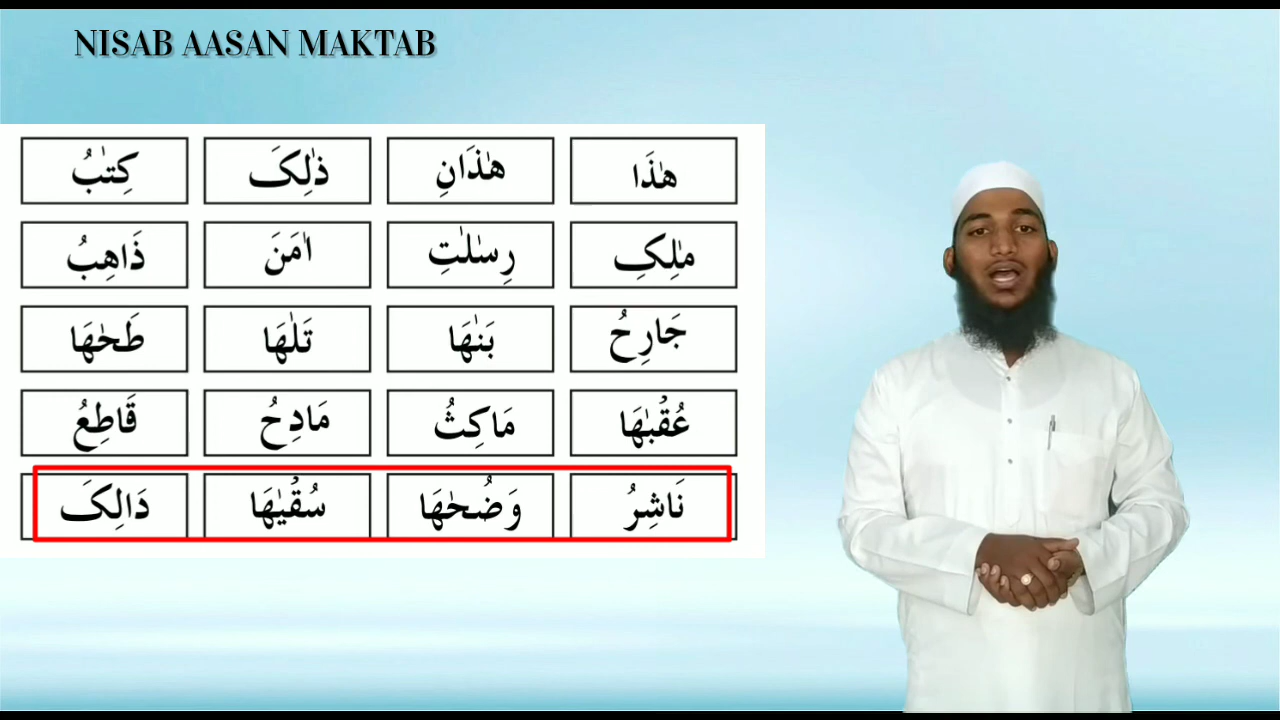 NISAB AASAN MAKTAB
هٰذَا هٰذَانِ ذٰلِکَ کِتٰبُ
مٰلِکِ رِسٰلٰتِ اٰمَنَ ذَاهِبُ
جَارِحُ بَنٰهَا تَلٰهَا طَحٰهَا
عُقْبٰهَا مَاکِثُ مَادِحُ قَاطِعُ
نَاشِرُ وَضُحٰهَا سُقْیٰهَا دَالِکَ